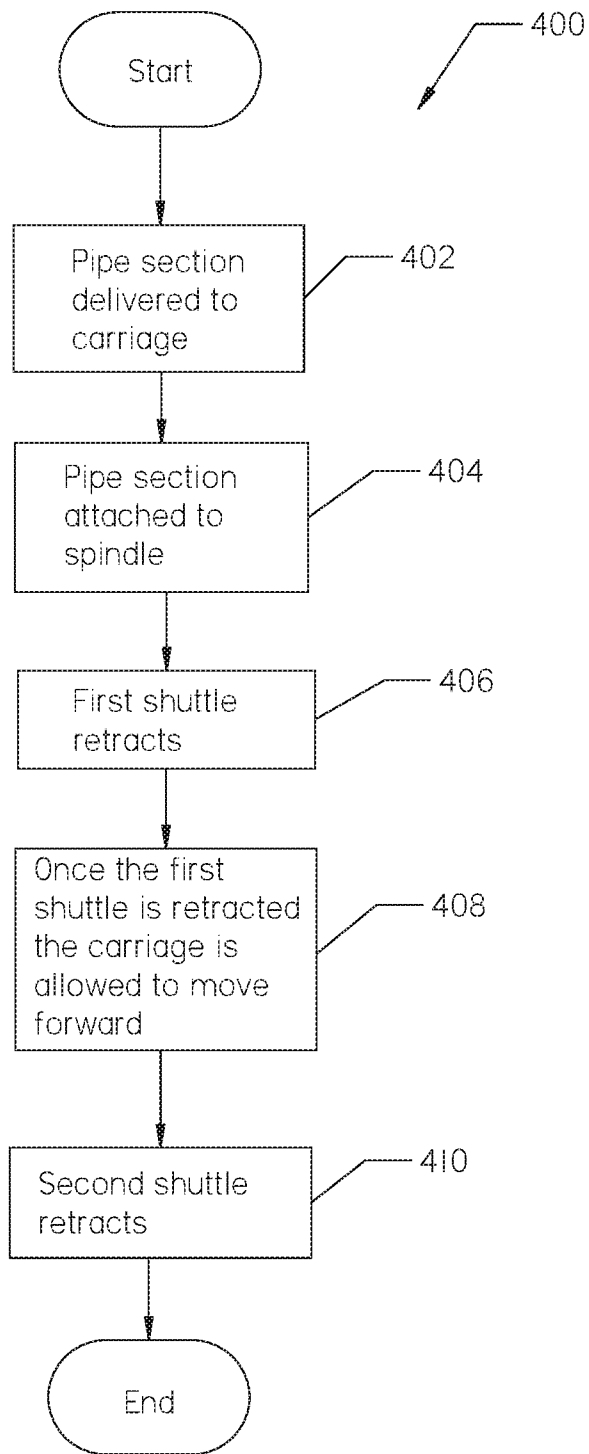 400
Start
Pipe section
delivered to
carriage
402
Pipe section
attached to
spindle
404
First shuttle
retracts
406
Once the first
shuttle is retracted
the carriage is
allowed to move
forward
408
Second shuttle
retracts
410
End